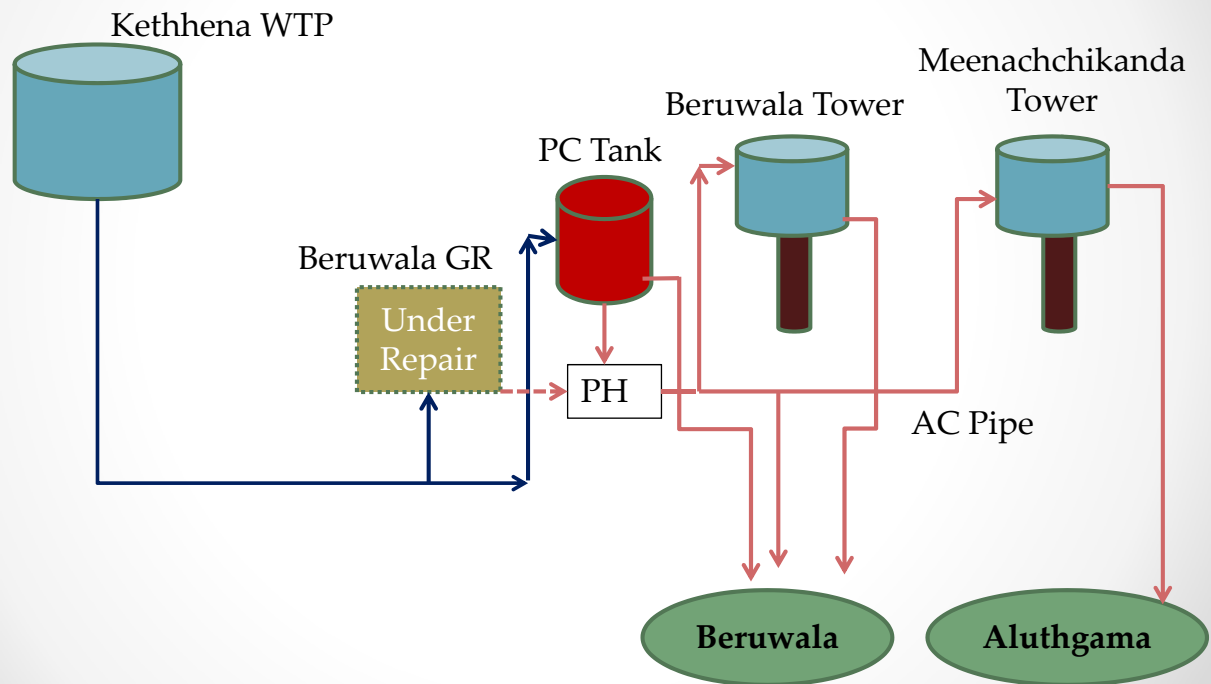 Kethhena WTP
Meenachchikanda
Tower
Beruwala Tower
PC Tank
Beruwala GR
Under
Repair
PH
AC Pipe
Beruwala
Aluthgama